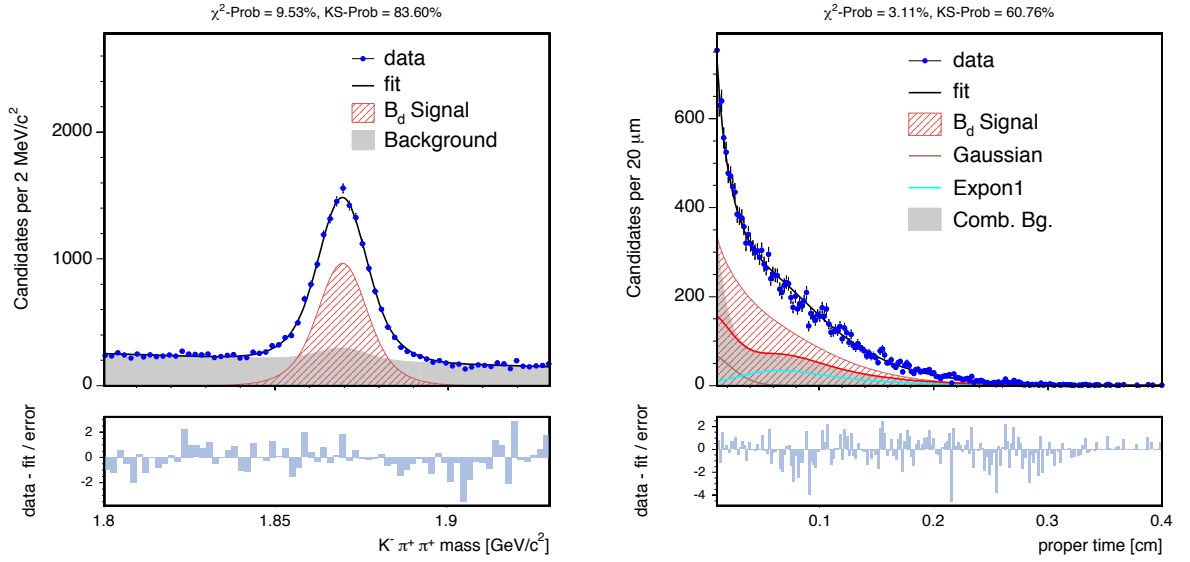 χ²-Prob = 9.53%, KS-Prob = 83.60%
Candidates per 2 MeV/c²
2000
1000
0
data
fit
B_d Signal
Background
data - fit / error
2
0
-2
1.8
1.85
1.9
K⁻ π⁺ π⁺ mass [GeV/c²]
χ²-Prob = 3.11%, KS-Prob = 60.76%
Candidates per 20 μm
600
400
200
0
data
fit
B_d Signal
Gaussian
Expon1
Comb. Bg.
data - fit / error
2
0
-2
-4
0.1
0.2
0.3
0.4
proper time [cm]